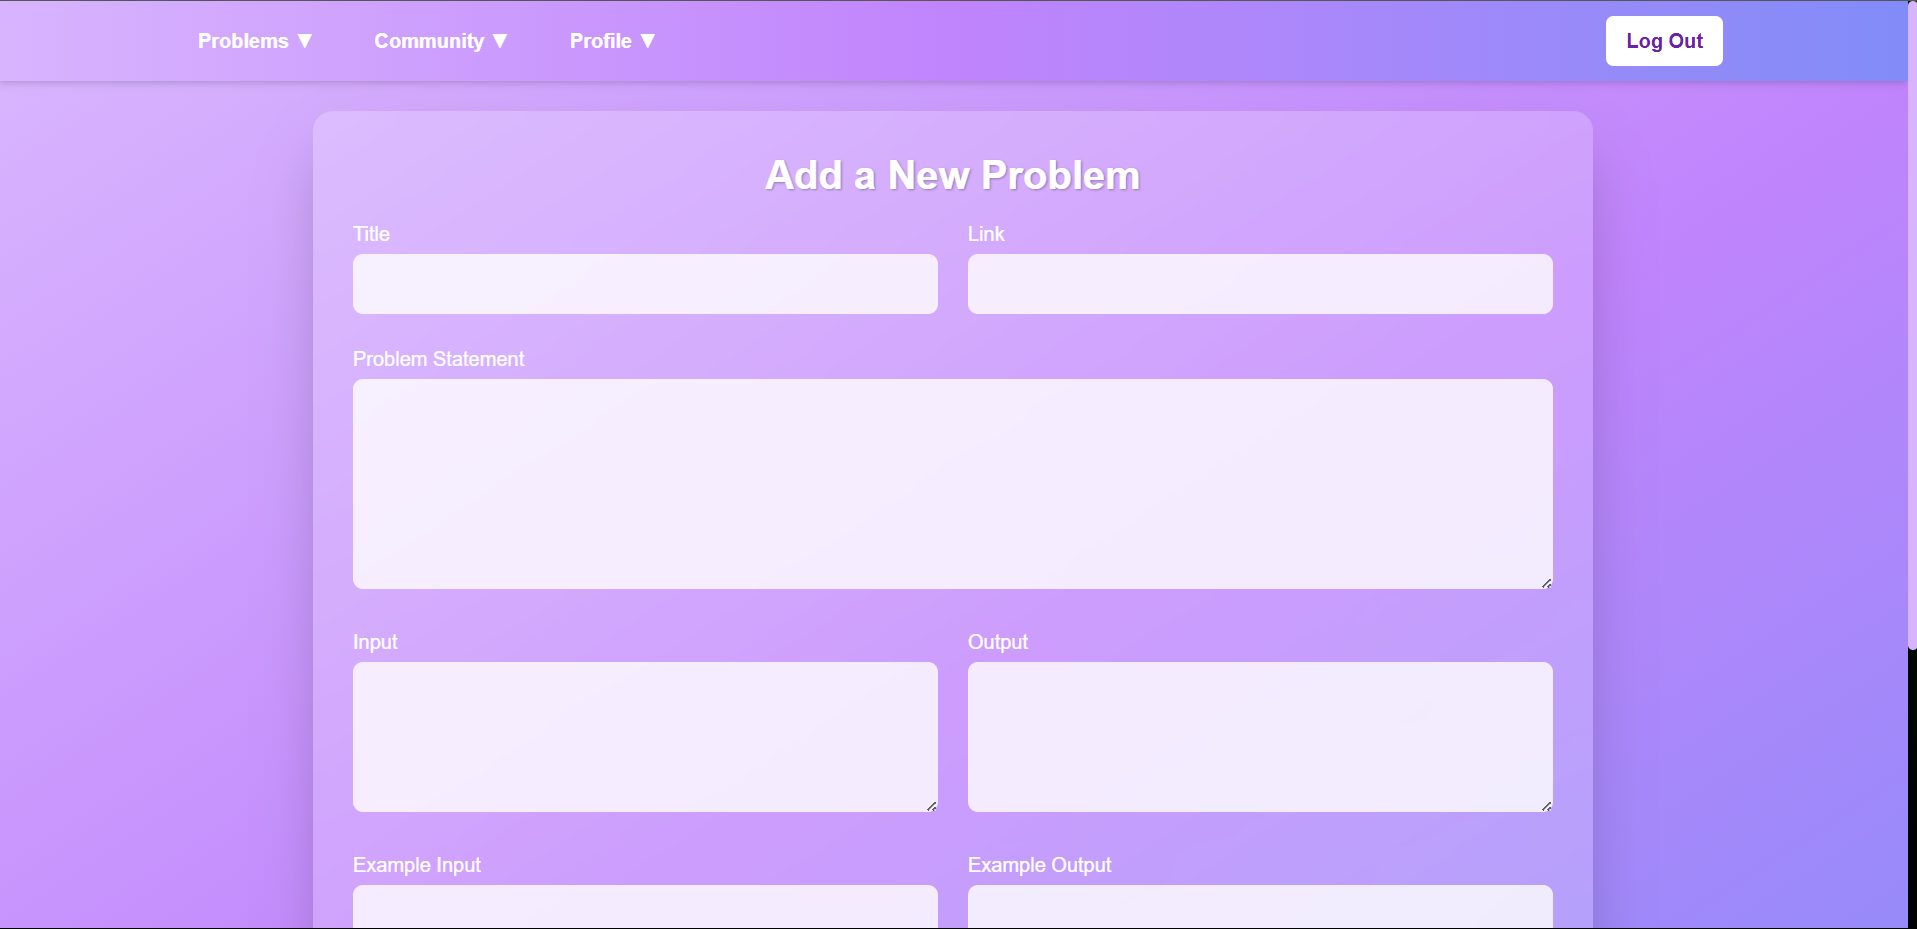 Problems ▼ Community ▼ Profile ▼ Log Out
Add a New Problem
Title Link
Problem Statement
Input Output
Example Input Example Output